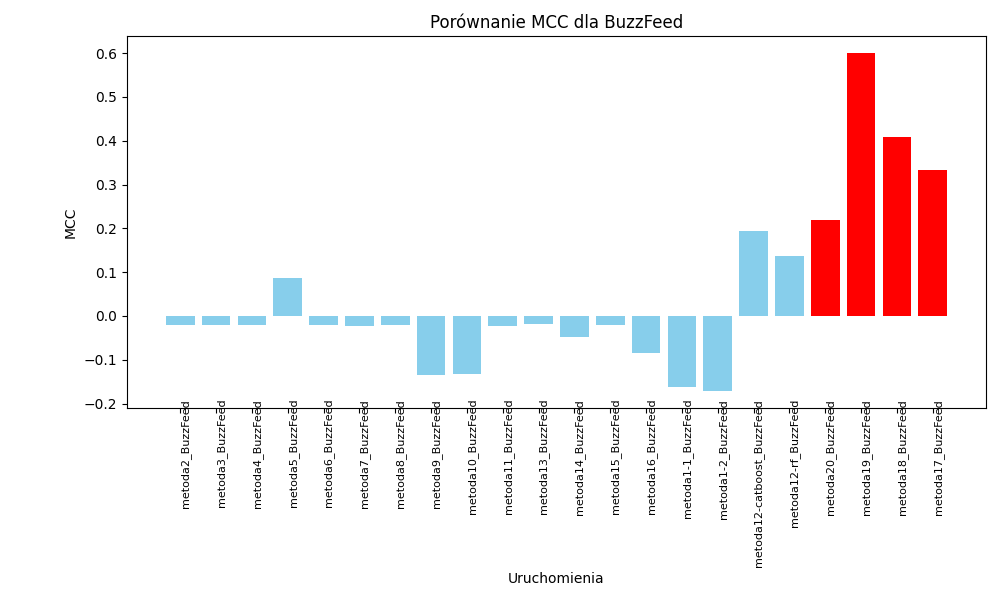 Porównanie MCC dla BuzzFeed
MCC
0.6
0.5
0.4
0.3
0.2
0.1
0.0
−0.1
−0.2
metoda2_BuzzFeed
metoda3_BuzzFeed
metoda4_BuzzFeed
metoda5_BuzzFeed
metoda6_BuzzFeed
metoda7_BuzzFeed
metoda8_BuzzFeed
metoda9_BuzzFeed
metoda10_BuzzFeed
metoda11_BuzzFeed
metoda13_BuzzFeed
metoda14_BuzzFeed
metoda15_BuzzFeed
metoda16_BuzzFeed
metoda1-1_BuzzFeed
metoda1-2_BuzzFeed
metoda12-catboost_BuzzFeed
metoda12-rf_BuzzFeed
metoda20_BuzzFeed
metoda19_BuzzFeed
metoda18_BuzzFeed
metoda17_BuzzFeed
Uruchomienia